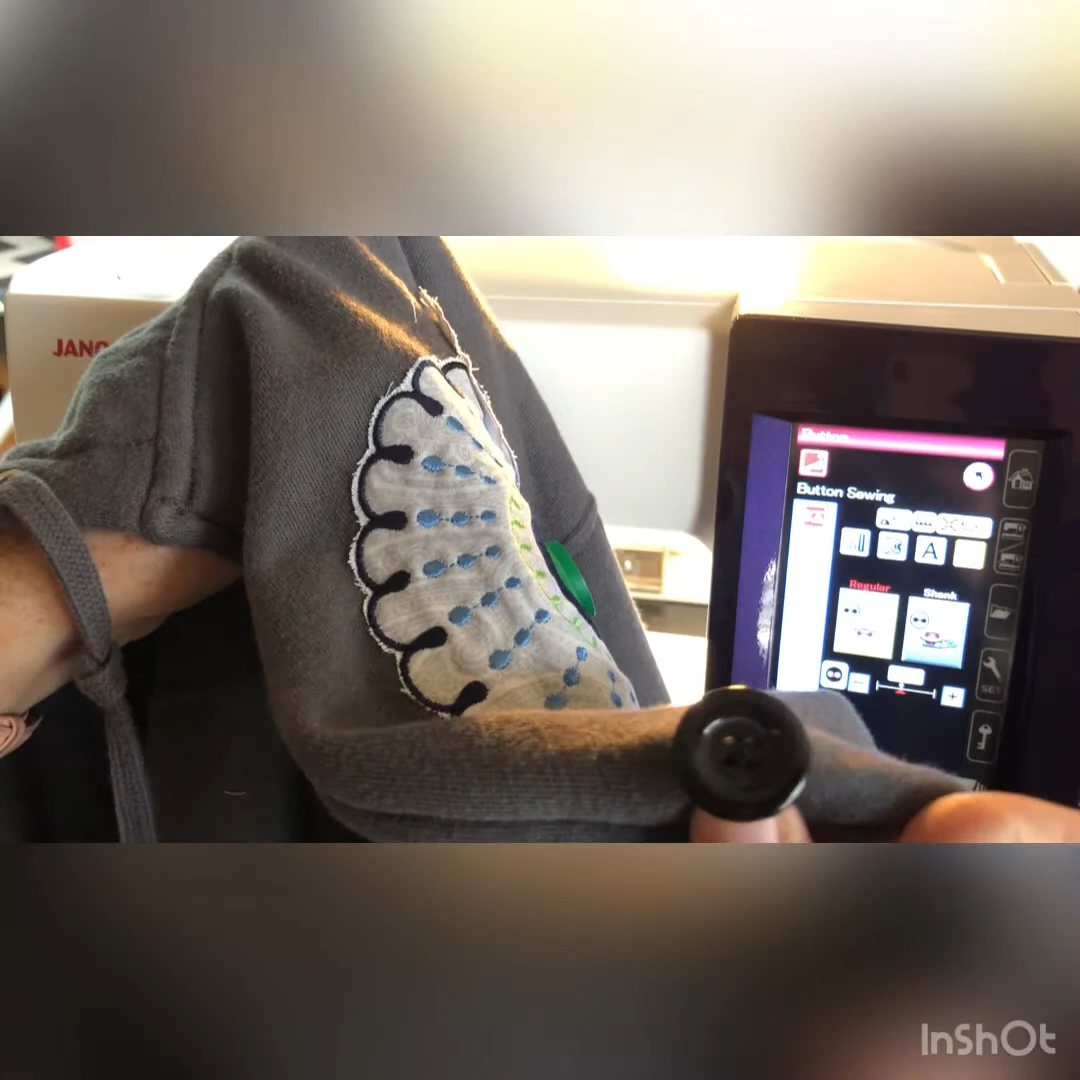 JANO
Button
Button Sewing
A
Regular
Shank
SET
InShOt